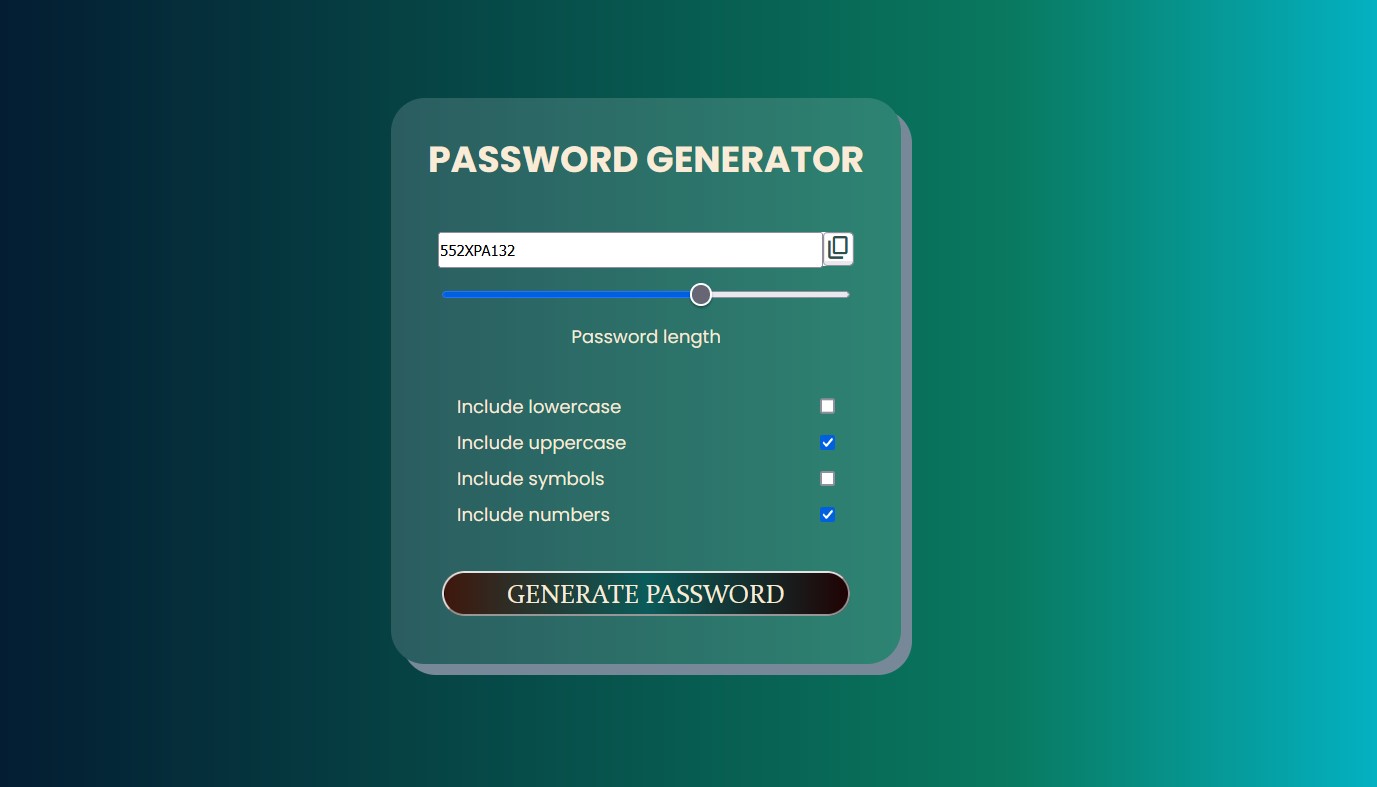 PASSWORD GENERATOR
552XPA132
Password length
Include lowercase
Include uppercase
Include symbols
Include numbers
GENERATE PASSWORD